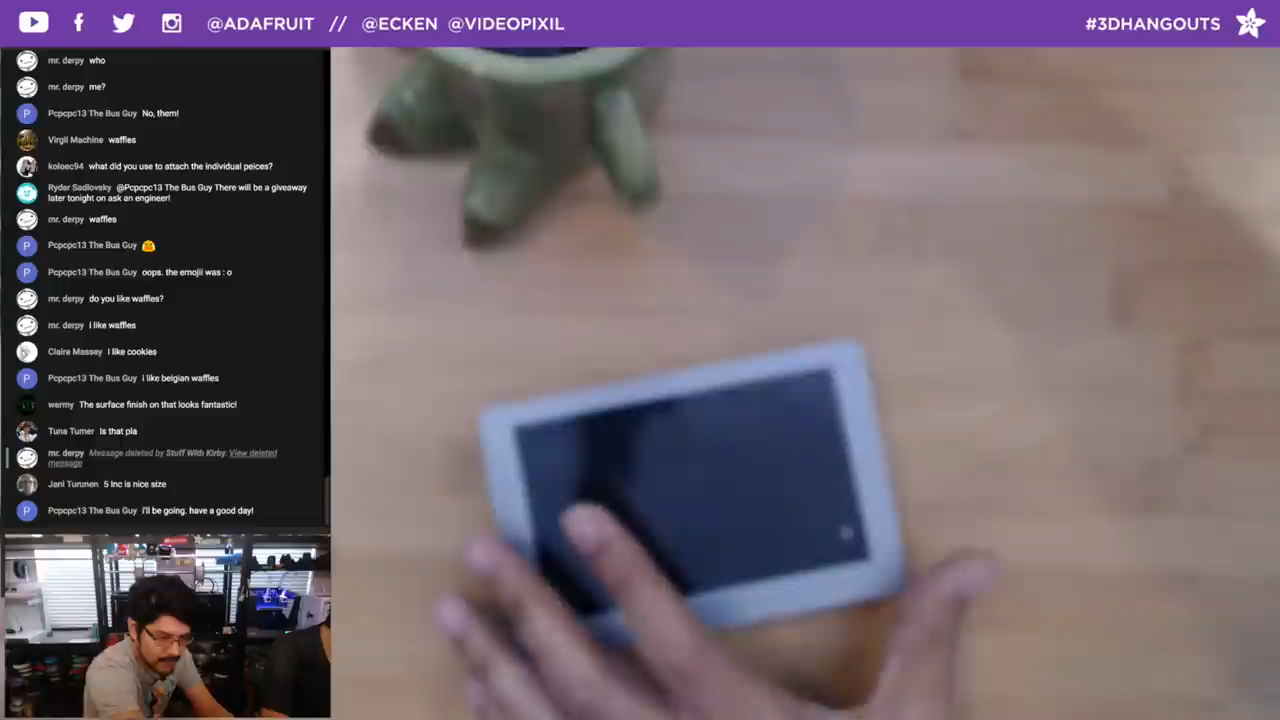 @ADAFRUIT // @ECKEN @VIDEOPIXIL
#3DHANGOUTS
mr. derpy who
mr. derpy me?
P Pcpcpc13 The Bus Guy No, them!
Virgil Machine waffles
koloec94 what did you use to attach the individual peices?
Ryder Sadlovsky @Pcpcpc13 The Bus Guy There will be a giveaway
later tonight on ask an engineer!
mr. derpy waffles
P Pcpcpc13 The Bus Guy
P Pcpcpc13 The Bus Guy oops. the emojii was : o
mr. derpy do you like waffles?
mr. derpy I like waffles
Claire Massey I like cookies
P Pcpcpc13 The Bus Guy i like belgian waffles
wermy The surface finish on that looks fantastic!
Tuna Turner Is that pla
mr. derpy Message deleted by Stuff With Kirby. View deleted
message
Jani Turunen 5 Inc is nice size
P Pcpcpc13 The Bus Guy i'll be going. have a good day!